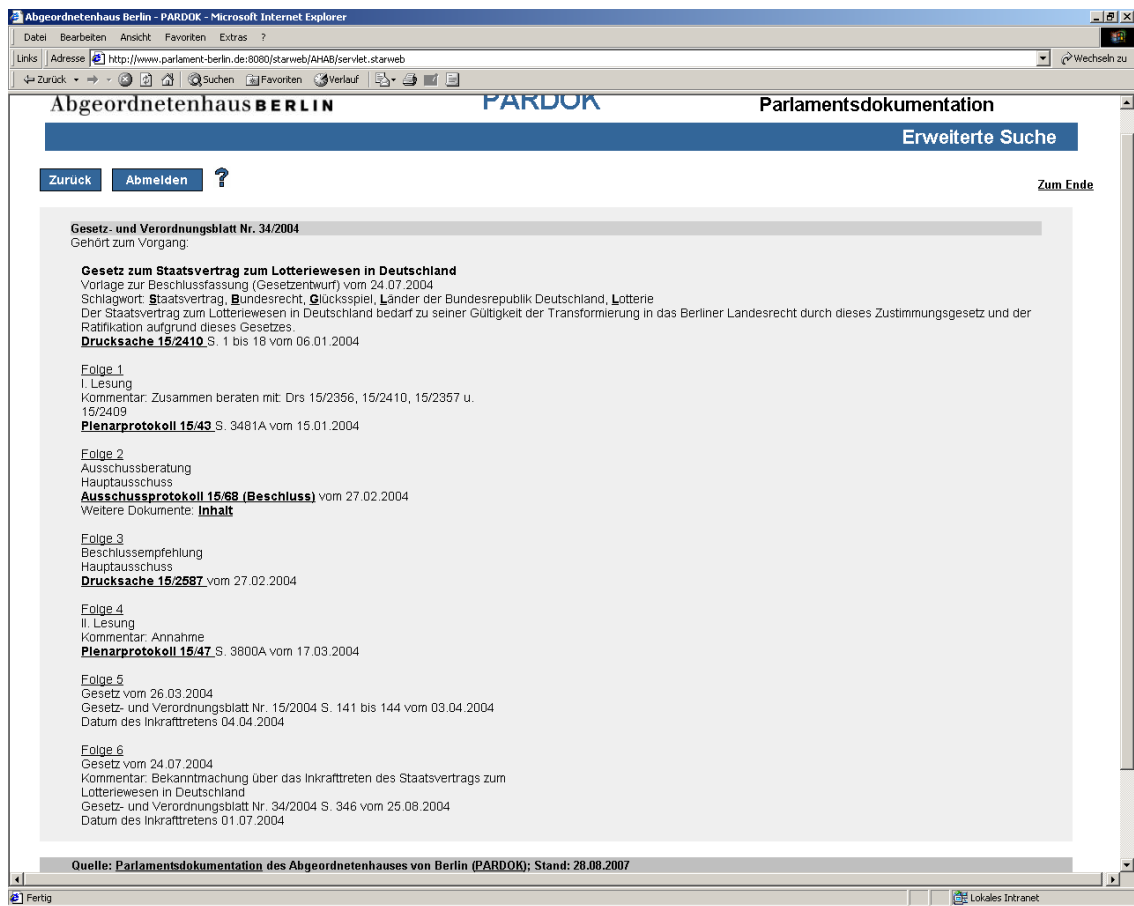 Abgeordnetenhaus Berlin - PARDOK - Microsoft Internet Explorer
Datei Bearbeiten Ansicht Favoriten Extras ?
Links Adresse http://www.parlament-berlin.de:8080/starweb/AHAB/servlet.starweb Wechseln zu
Zurück Suchen Favoriten Verlauf
Abgeordnetenhaus BERLIN PARDOK Parlamentsdokumentation
Erweiterte Suche
Zurück Abmelden ?
Zum Ende
Gesetz- und Verordnungsblatt Nr. 34/2004
Gehört zum Vorgang:
Gesetz zum Staatsvertrag zum Lotteriewesen in Deutschland
Vorlage zur Beschlussfassung (Gesetzentwurf) vom 24.07.2004
Schlagwort: Staatsvertrag, Bundesrecht, Glücksspiel, Länder der Bundesrepublik Deutschland, Lotterie
Der Staatsvertrag zum Lotteriewesen in Deutschland bedarf zu seiner Gültigkeit der Transformierung in das Berliner Landesrecht durch dieses Zustimmungsgesetz und der
Ratifikation aufgrund dieses Gesetzes.
Drucksache 15/2410 S. 1 bis 18 vom 06.01.2004
Folge 1
I. Lesung
Kommentar: Zusammen beraten mit: Drs 15/2356, 15/2410, 15/2357 u.
15/2409
Plenarprotokoll 15/43 S. 3481A vom 15.01.2004
Folge 2
Ausschussberatung
Hauptausschuss
Ausschussprotokoll 15/68 (Beschluss) vom 27.02.2004
Weitere Dokumente: Inhalt
Folge 3
Beschlussempfehlung
Hauptausschuss
Drucksache 15/2587 vom 27.02.2004
Folge 4
II. Lesung
Kommentar: Annahme
Plenarprotokoll 15/47 S. 3800A vom 17.03.2004
Folge 5
Gesetz vom 26.03.2004
Gesetz- und Verordnungsblatt Nr. 15/2004 S. 141 bis 144 vom 03.04.2004
Datum des Inkrafttretens 04.04.2004
Folge 6
Gesetz vom 24.07.2004
Kommentar: Bekanntmachung über das Inkrafttreten des Staatsvertrags zum
Lotteriewesen in Deutschland
Gesetz- und Verordnungsblatt Nr. 34/2004 S. 346 vom 25.08.2004
Datum des Inkrafttretens 01.07.2004
Quelle: Parlamentsdokumentation des Abgeordnetenhauses von Berlin (PARDOK); Stand: 28.08.2007
Fertig Lokales Intranet